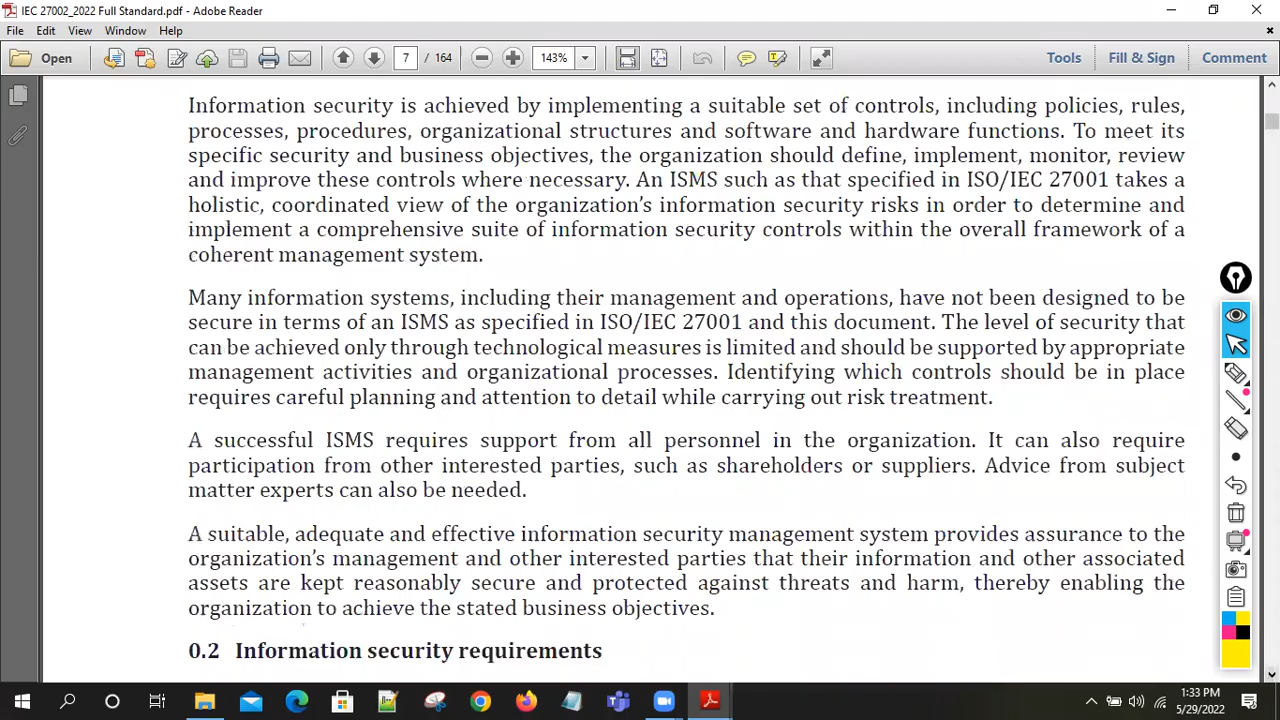 IEC 27002_2022 Full Standard.pdf - Adobe Reader
File Edit View Window Help
Open 7 / 164 143% Tools Fill & Sign Comment
Information security is achieved by implementing a suitable set of controls, including policies, rules,
processes, procedures, organizational structures and software and hardware functions. To meet its
specific security and business objectives, the organization should define, implement, monitor, review
and improve these controls where necessary. An ISMS such as that specified in ISO/IEC 27001 takes a
holistic, coordinated view of the organization’s information security risks in order to determine and
implement a comprehensive suite of information security controls within the overall framework of a
coherent management system.
Many information systems, including their management and operations, have not been designed to be
secure in terms of an ISMS as specified in ISO/IEC 27001 and this document. The level of security that
can be achieved only through technological measures is limited and should be supported by appropriate
management activities and organizational processes. Identifying which controls should be in place
requires careful planning and attention to detail while carrying out risk treatment.
A successful ISMS requires support from all personnel in the organization. It can also require
participation from other interested parties, such as shareholders or suppliers. Advice from subject
matter experts can also be needed.
A suitable, adequate and effective information security management system provides assurance to the
organization’s management and other interested parties that their information and other associated
assets are kept reasonably secure and protected against threats and harm, thereby enabling the
organization to achieve the stated business objectives.
0.2 Information security requirements
1:33 PM
5/29/2022